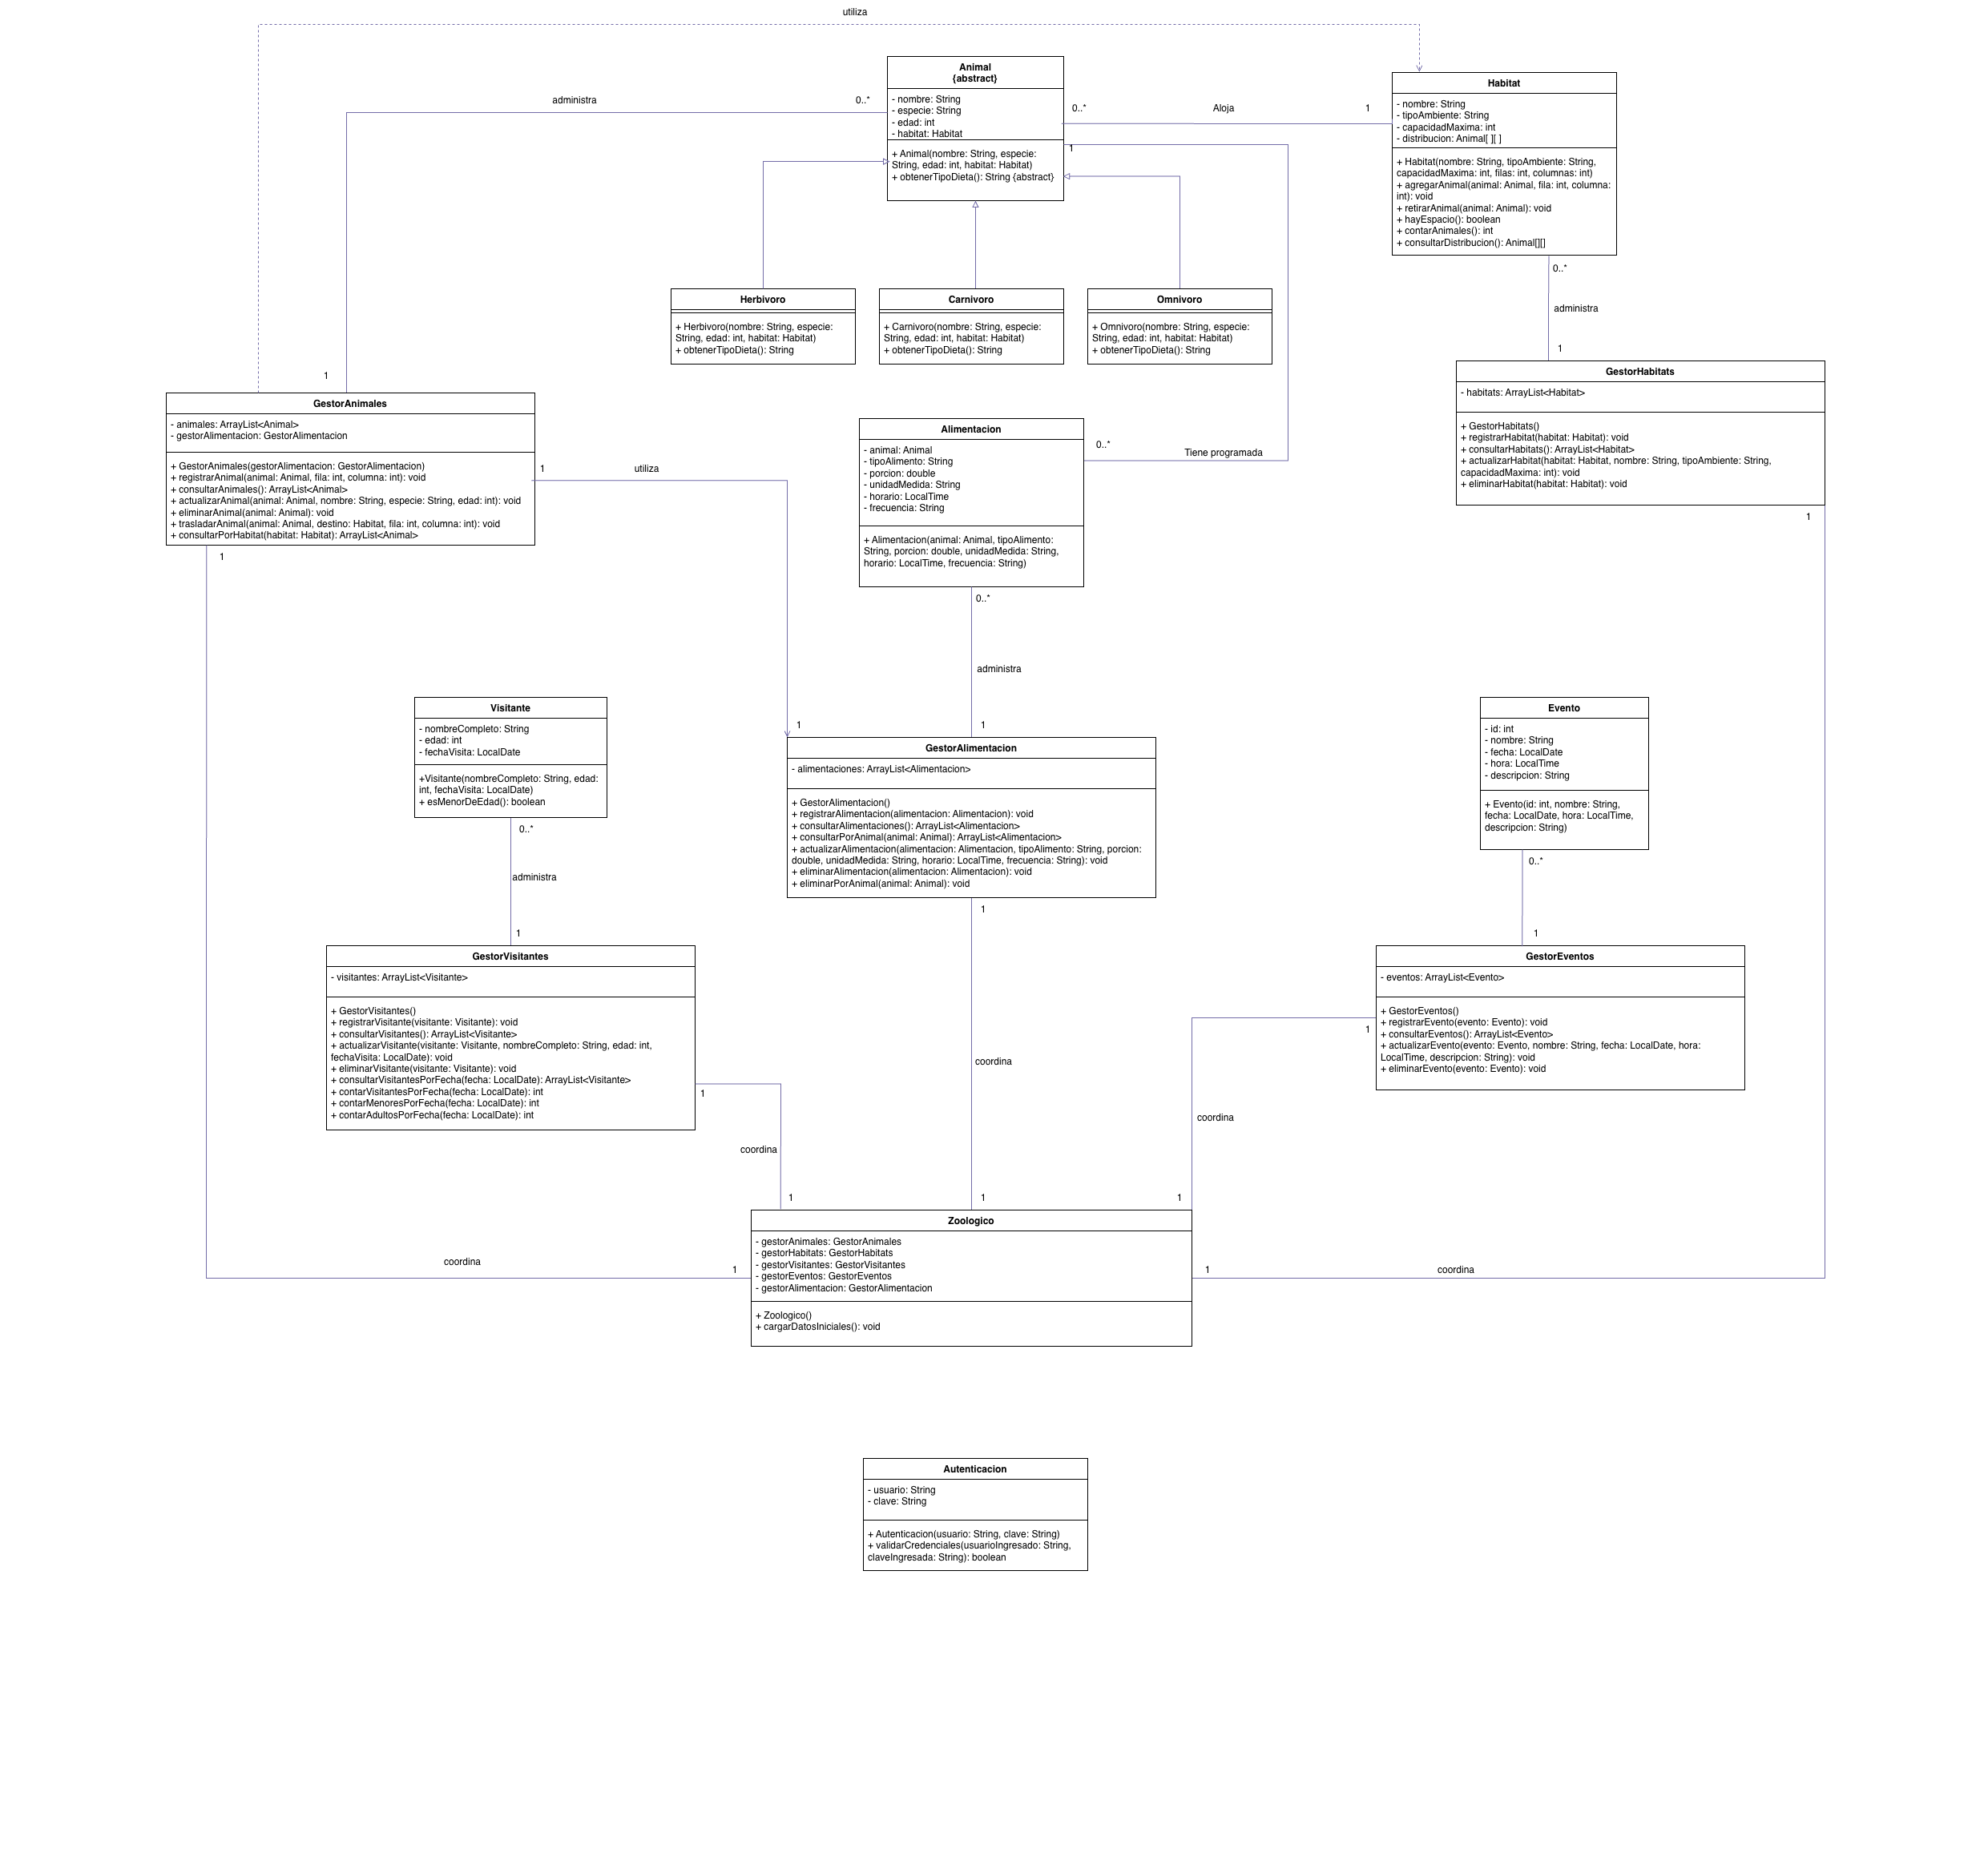 utiliza
Animal
{abstract}
- nombre: String
- especie: String
- edad: int
- habitat: Habitat
+ Animal(nombre: String, especie:
String, edad: int, habitat: Habitat)
+ obtenerTipoDieta(): String {abstract}
administra
0..*
0..*
Aloja
1
1
Habitat
- nombre: String
- tipoAmbiente: String
- capacidadMaxima: int
- distribucion: Animal[ ][ ]
+ Habitat(nombre: String, tipoAmbiente: String,
capacidadMaxima: int, filas: int, columnas: int)
+ agregarAnimal(animal: Animal, fila: int, columna:
int): void
+ retirarAnimal(animal: Animal): void
+ hayEspacio(): boolean
+ contarAnimales(): int
+ consultarDistribucion(): Animal[][]
0..*
administra
1
Herbivoro
+ Herbivoro(nombre: String, especie:
String, edad: int, habitat: Habitat)
+ obtenerTipoDieta(): String
Carnivoro
+ Carnivoro(nombre: String, especie:
String, edad: int, habitat: Habitat)
+ obtenerTipoDieta(): String
Omnivoro
+ Omnivoro(nombre: String, especie:
String, edad: int, habitat: Habitat)
+ obtenerTipoDieta(): String
1
GestorAnimales
- animales: ArrayList<Animal>
- gestorAlimentacion: GestorAlimentacion
+ GestorAnimales(gestorAlimentacion: GestorAlimentacion)
+ registrarAnimal(animal: Animal, fila: int, columna: int): void
+ consultarAnimales(): ArrayList<Animal>
+ actualizarAnimal(animal: Animal, nombre: String, especie: String, edad: int): void
+ eliminarAnimal(animal: Animal): void
+ trasladarAnimal(animal: Animal, destino: Habitat, fila: int, columna: int): void
+ consultarPorHabitat(habitat: Habitat): ArrayList<Animal>
1
utiliza
1
Alimentacion
- animal: Animal
- tipoAlimento: String
- porcion: double
- unidadMedida: String
- horario: LocalTime
- frecuencia: String
+ Alimentacion(animal: Animal, tipoAlimento:
String, porcion: double, unidadMedida: String,
horario: LocalTime, frecuencia: String)
0..*
Tiene programada
GestorHabitats
- habitats: ArrayList<Habitat>
+ GestorHabitats()
+ registrarHabitat(habitat: Habitat): void
+ consultarHabitats(): ArrayList<Habitat>
+ actualizarHabitat(habitat: Habitat, nombre: String, tipoAmbiente: String,
capacidadMaxima: int): void
+ eliminarHabitat(habitat: Habitat): void
1
0..*
administra
1
1
Visitante
- nombreCompleto: String
- edad: int
- fechaVisita: LocalDate
+Visitante(nombreCompleto: String, edad:
int, fechaVisita: LocalDate)
+ esMenorDeEdad(): boolean
0..*
administra
1
GestorAlimentacion
- alimentaciones: ArrayList<Alimentacion>
+ GestorAlimentacion()
+ registrarAlimentacion(alimentacion: Alimentacion): void
+ consultarAlimentaciones(): ArrayList<Alimentacion>
+ consultarPorAnimal(animal: Animal): ArrayList<Alimentacion>
+ actualizarAlimentacion(alimentacion: Alimentacion, tipoAlimento: String, porcion:
double, unidadMedida: String, horario: LocalTime, frecuencia: String): void
+ eliminarAlimentacion(alimentacion: Alimentacion): void
+ eliminarPorAnimal(animal: Animal): void
1
Evento
- id: int
- nombre: String
- fecha: LocalDate
- hora: LocalTime
- descripcion: String
+ Evento(id: int, nombre: String,
fecha: LocalDate, hora: LocalTime,
descripcion: String)
0..*
1
GestorVisitantes
- visitantes: ArrayList<Visitante>
+ GestorVisitantes()
+ registrarVisitante(visitante: Visitante): void
+ consultarVisitantes(): ArrayList<Visitante>
+ actualizarVisitante(visitante: Visitante, nombreCompleto: String, edad: int,
fechaVisita: LocalDate): void
+ eliminarVisitante(visitante: Visitante): void
+ consultarVisitantesPorFecha(fecha: LocalDate): ArrayList<Visitante>
+ contarVisitantesPorFecha(fecha: LocalDate): int
+ contarMenoresPorFecha(fecha: LocalDate): int
+ contarAdultosPorFecha(fecha: LocalDate): int
1
coordina
1
coordina
1
GestorEventos
- eventos: ArrayList<Evento>
+ GestorEventos()
+ registrarEvento(evento: Evento): void
+ consultarEventos(): ArrayList<Evento>
+ actualizarEvento(evento: Evento, nombre: String, fecha: LocalDate, hora:
LocalTime, descripcion: String): void
+ eliminarEvento(evento: Evento): void
1
coordina
1
Zoologico
- gestorAnimales: GestorAnimales
- gestorHabitats: GestorHabitats
- gestorVisitantes: GestorVisitantes
- gestorEventos: GestorEventos
- gestorAlimentacion: GestorAlimentacion
+ Zoologico()
+ cargarDatosIniciales(): void
coordina
1
1
coordina
Autenticacion
- usuario: String
- clave: String
+ Autenticacion(usuario: String, clave: String)
+ validarCredenciales(usuarioIngresado: String,
claveIngresada: String): boolean